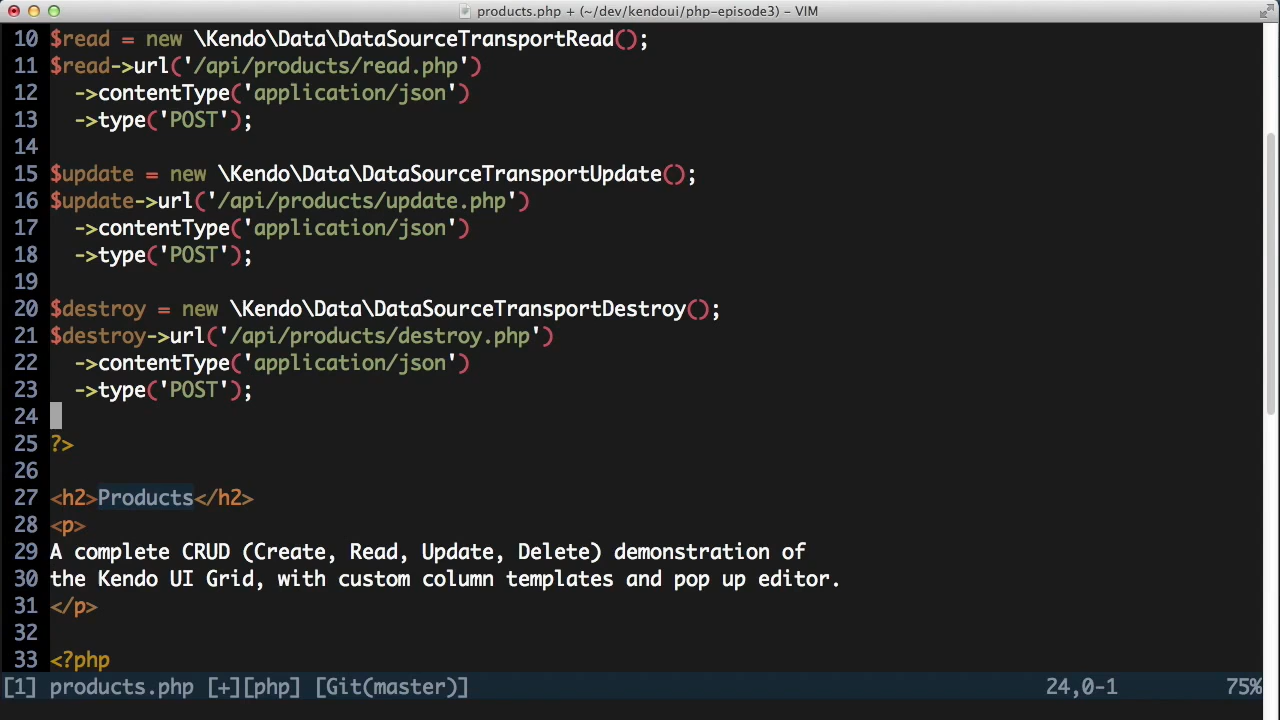 products.php + (~/dev/kendoui/php-episode3) – VIM
10 $read = new \Kendo\Data\DataSourceTransportRead();
11 $read->url('/api/products/read.php')
12   ->contentType('application/json')
13   ->type('POST');
14
15 $update = new \Kendo\Data\DataSourceTransportUpdate();
16 $update->url('/api/products/update.php')
17   ->contentType('application/json')
18   ->type('POST');
19
20 $destroy = new \Kendo\Data\DataSourceTransportDestroy();
21 $destroy->url('/api/products/destroy.php')
22   ->contentType('application/json')
23   ->type('POST');
24
25 ?>
26
27 <h2>Products</h2>
28 <p>
29 A complete CRUD (Create, Read, Update, Delete) demonstration of
30 the Kendo UI Grid, with custom column templates and pop up editor.
31 </p>
32
33 <?php
[1] products.php [+][php] [Git(master)] 24,0-1 75%